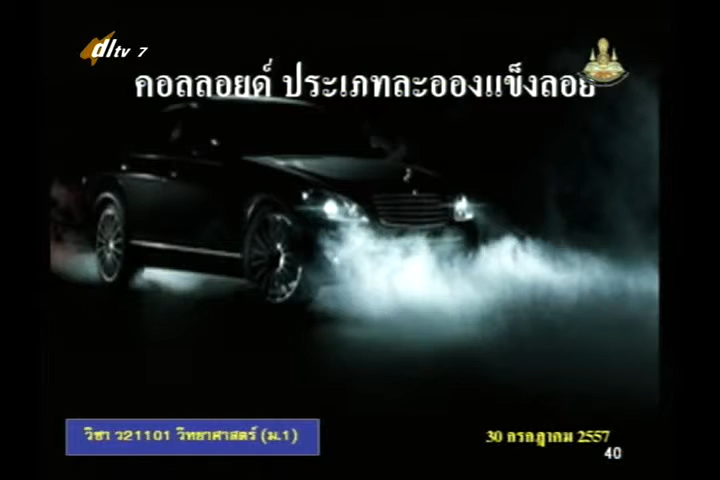 dltv 7
คอลลอยด์ ประเภทละอองแข็งลอย
วิชา ว21101 วิทยาศาสตร์ (ม.1)
30 กรกฎาคม 2557
40